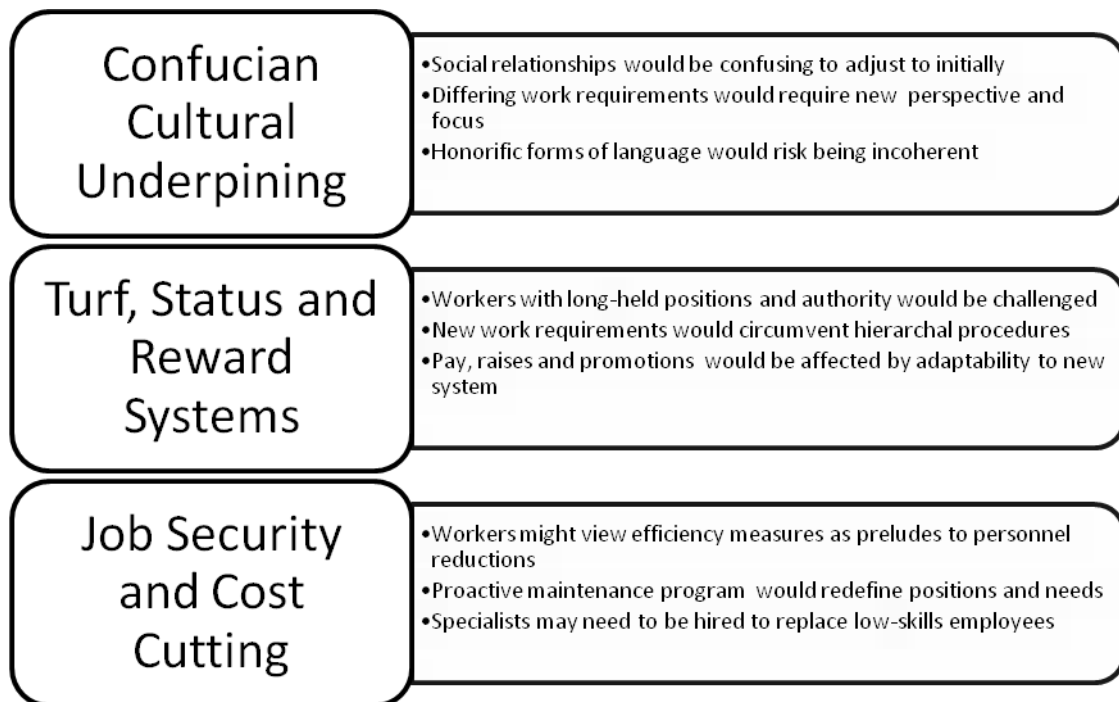 Confucian
Cultural
Underpining
•Social relationships would be confusing to adjust to initially
•Differing work requirements would require new perspective and
focus
•Honorific forms of language would risk being incoherent
Turf, Status and
Reward
Systems
•Workers with long-held positions and authority would be challenged
•New work requirements would circumvent hierarchal procedures
•Pay, raises and promotions would be affected by adaptability to new
system
Job Security
and Cost
Cutting
•Workers might view efficiency measures as preludes to personnel
reductions
•Proactive maintenance program would redefine positions and needs
•Specialists may need to be hired to replace low-skills employees